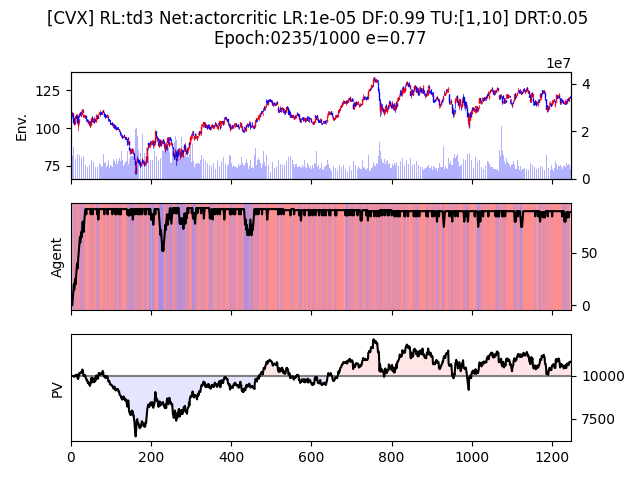 [CVX] RL:td3 Net:actorcritic LR:1e-05 DF:0.99 TU:[1,10] DRT:0.05
Epoch:0235/1000 e=0.77
1e7
Env.
125
100
75
4
2
0
Agent
50
0
PV
10000
7500
0 200 400 600 800 1000 1200